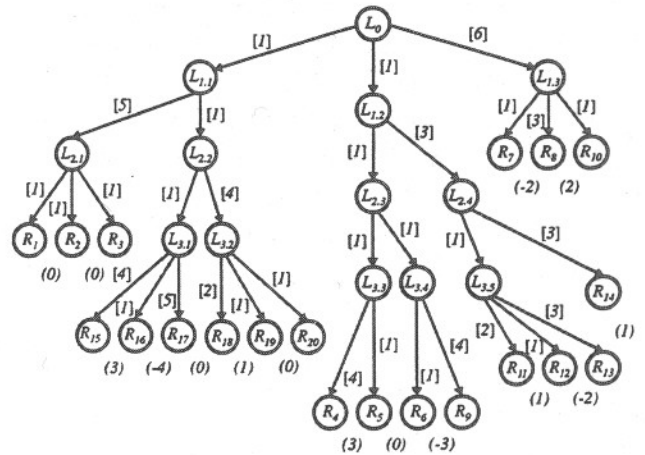 L0
[1] [1] [6]
L1.1 L1.3
L1.2
[5] [1] [1] [3] [1]
[1] [3]
R7 R8 R10
(-2) (2)
L2.1 L2.2
[1] [1] [1] [1] [4]
L2.3 L2.4
[1] [1] [1] [3]
R1 R2 R3 L3.1 L3.2
(0) (0)
[4] [1] [5] [2] [1] [1]
L3.3 L3.4 L3.5 R14
(1)
R15 R16 R17 R18 R19 R20
(3) (-4) (0) (1) (0)
[2] [1] [3]
R11 R12 R13
(1) (-2)
[4] [1] [1] [4]
R4 R5 R6 R9
(3) (0) (-3)